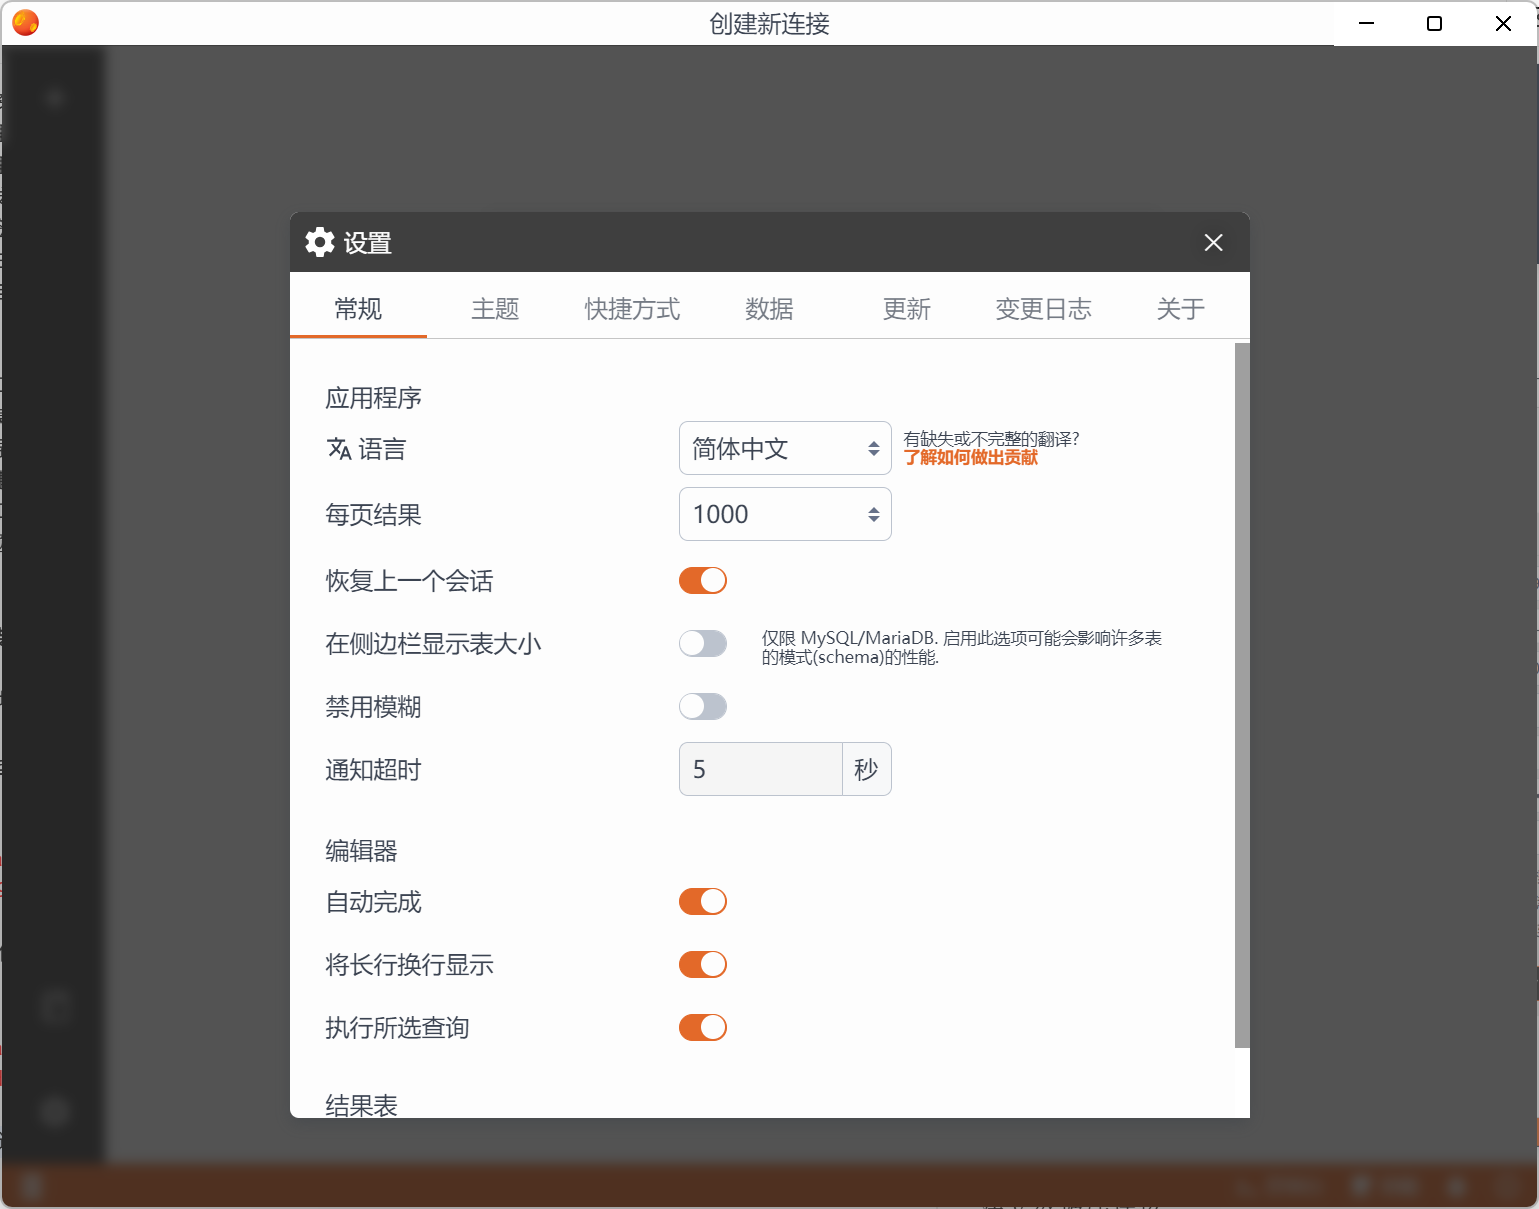 创建新连接
设置
常规 主题 快捷方式 数据 更新 变更日志 关于
应用程序
语言 简体中文 有缺失或不完整的翻译?
了解如何做出贡献
每页结果 1000
恢复上一个会话
在侧边栏显示表大小 仅限 MySQL/MariaDB. 启用此选项可能会影响许多表
的模式(schema)的性能.
禁用模糊
通知超时 5 秒
编辑器
自动完成
将长行换行显示
执行所选查询
结果表